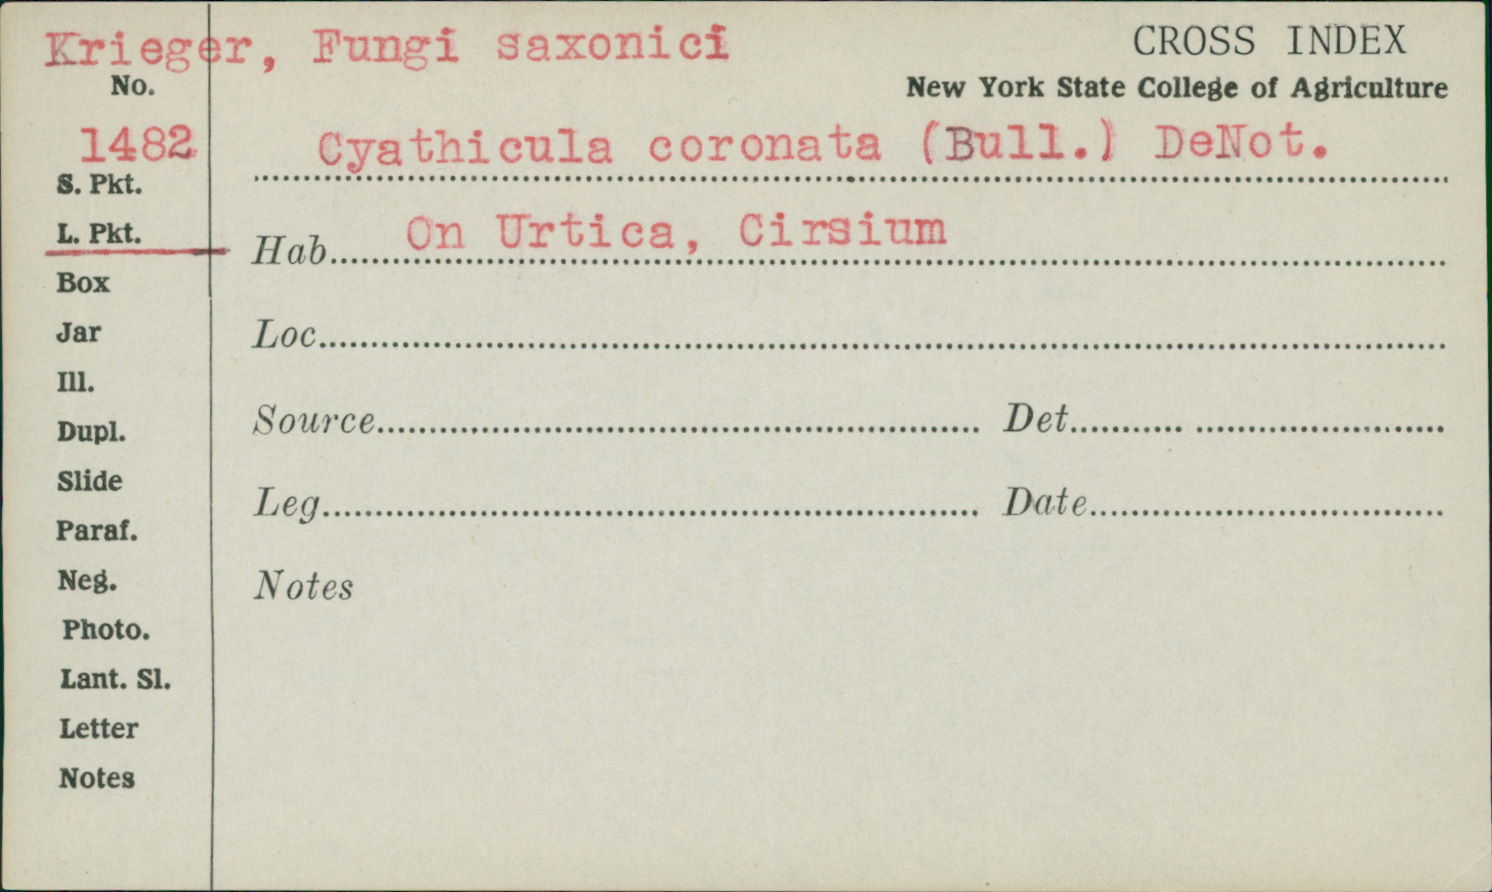 Krieger, Fungi saxonici
CROSS INDEX
No.
New York State College of Agriculture
1482
Cyathicula coronata (Bull.) DeNot.
S. Pkt.
L. Pkt.
Hab. On Urtica, Cirsium
Box
Jar
Loc.
Ill.
Dupl.
Source
Det.
Slide
Leg.
Date
Paraf.
Neg.
Notes
Photo.
Lant. Sl.
Letter
Notes